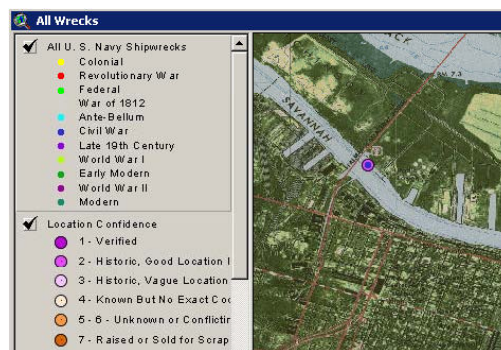 All Wrecks
All U. S. Navy Shipwrecks
Colonial
Revolutionary War
Federal
War of 1812
Ante-Bellum
Civil War
Late 19th Century
World War I
Early Modern
World War II
Modern
Location Confidence
1 - Verified
2 - Historic, Good Location
3 - Historic, Vague Location
4 - Known But No Exact Coo
5 - 6 - Unknown or Conflictin
7 - Raised or Sold for Scrap
SAVANNAH